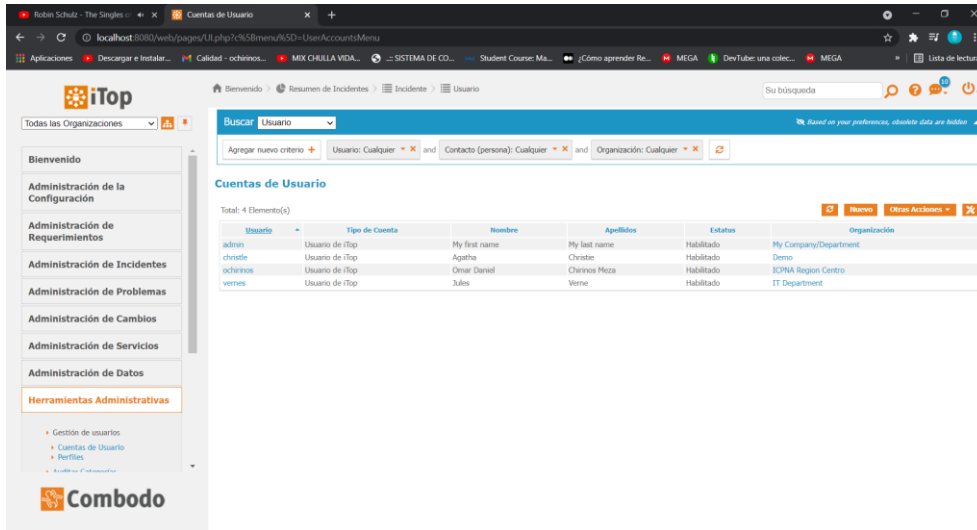 Robin Schulz - The Singles o
Cuentas de Usuario
localhost:8080/web/pages/UI.php?c%5Bmenu%5D=UserAccountsMenu
Aplicaciones Descargar e Instalar... Calidad - ochirinos... MIX CHULLA VIDA... .:: SISTEMA DE CO... Student Course: Ma... ¿Cómo aprender Re... MEGA DevTube: una colec... MEGA » Lista de lectura
iTop
Bienvenido > Resumen de Incidentes > Incidente > Usuario
Su búsqueda
10
Todas las Organizaciones
Buscar Usuario
Based on your preferences, obsolete data are hidden
Agregar nuevo criterio + Usuario: Cualquier and Contacto (persona): Cualquier and Organización: Cualquier
Bienvenido
Administración de la
Configuración
Administración de
Requerimientos
Administración de Incidentes
Administración de Problemas
Administración de Cambios
Administración de Servicios
Administración de Datos
Herramientas Administrativas
Gestión de usuarios
Cuentas de Usuario
Perfiles
Auditar Categorías
Combodo
Cuentas de Usuario
Total: 4 Elemento(s)
Nuevo Otras Acciones
Usuario Tipo de Cuenta Nombre Apellidos Estatus Organización
admin Usuario de iTop My first name My last name Habilitado My Company/Department
christle Usuario de iTop Agatha Christie Habilitado Demo
ochirinos Usuario de iTop Omar Daniel Chirinos Meza Habilitado ICPNA Region Centro
vernes Usuario de iTop Jules Verne Habilitado IT Department